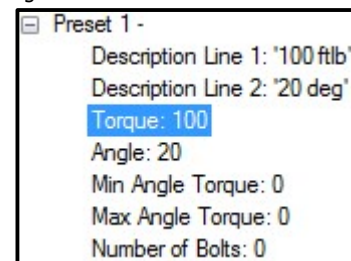 Preset 1 -
Description Line 1: '100 ftlb'
Description Line 2: '20 deg'
Torque: 100
Angle: 20
Min Angle Torque: 0
Max Angle Torque: 0
Number of Bolts: 0